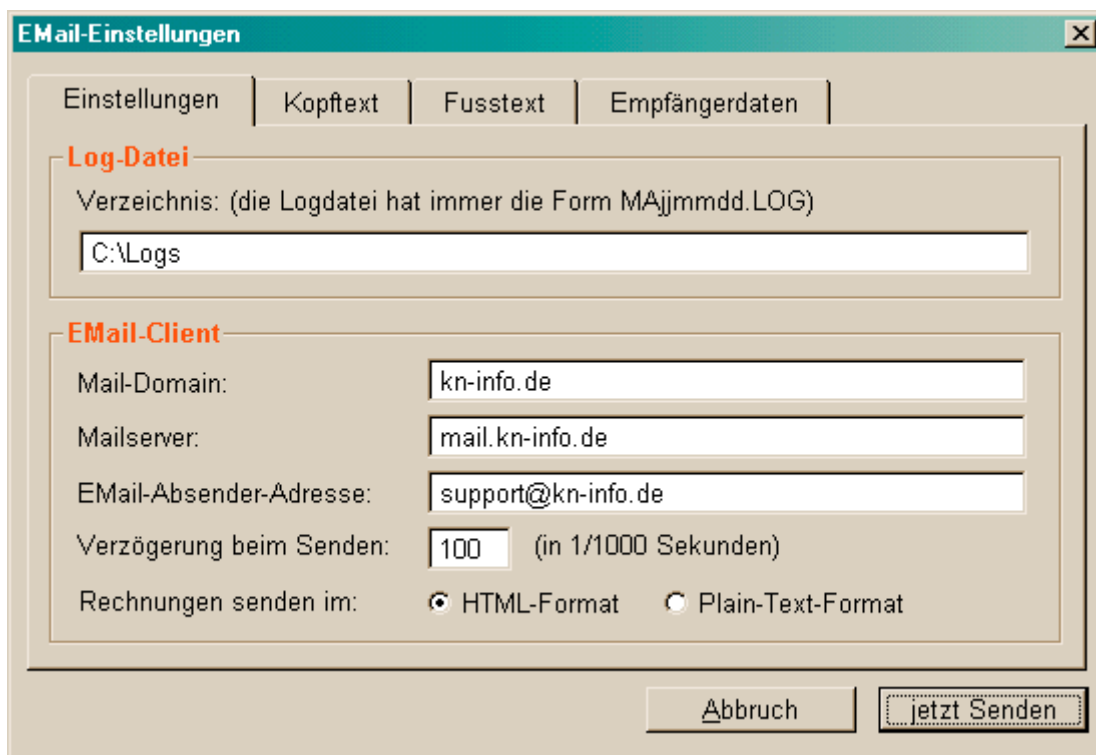 EMail-Einstellungen
Einstellungen Kopftext Fusstext Empfängerdaten
Log-Datei
Verzeichnis: (die Logdatei hat immer die Form MAjjmmdd.LOG)
C:\Logs
EMail-Client
Mail-Domain: kn-info.de
Mailserver: mail.kn-info.de
EMail-Absender-Adresse: support@kn-info.de
Verzögerung beim Senden: 100 (in 1/1000 Sekunden)
Rechnungen senden im: HTML-Format Plain-Text-Format
Abbruch jetzt Senden